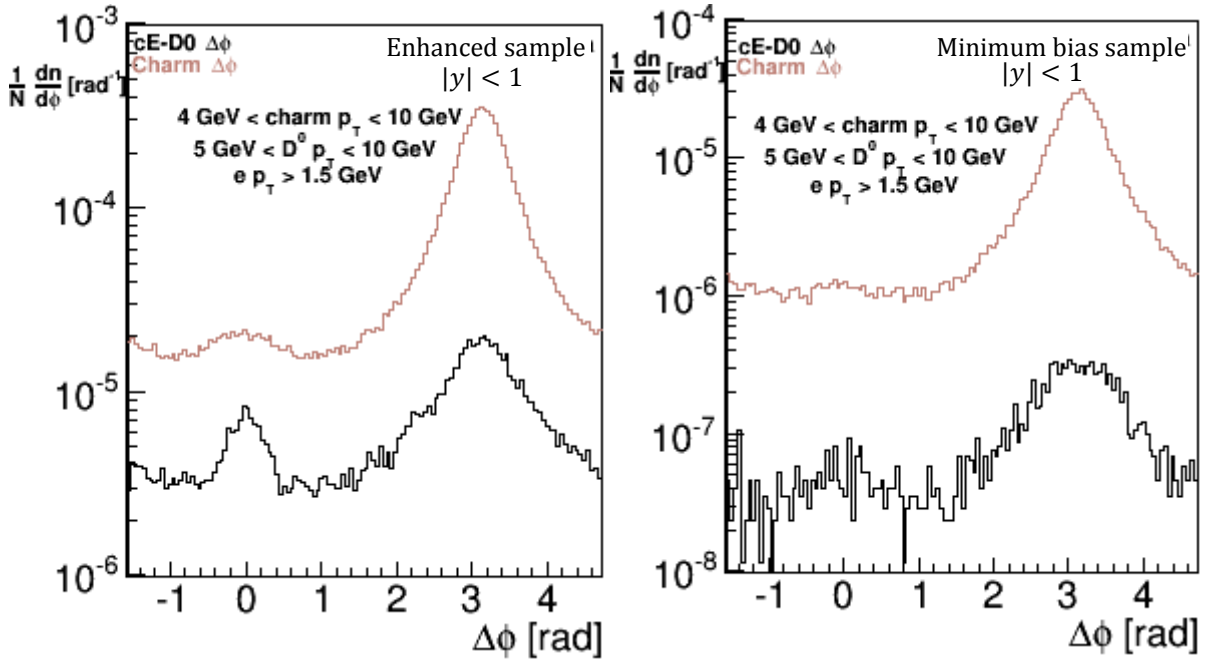 10⁻³
cE-D0 Δϕ
Charm Δϕ
Enhanced sample
|y| < 1
1/N dn/dϕ [rad⁻¹]
4 GeV < charm p_T < 10 GeV
5 GeV < D⁰ p_T < 10 GeV
e p_T > 1.5 GeV
10⁻⁴
10⁻⁵
10⁻⁶
-1 0 1 2 3 4
Δϕ [rad]
10⁻³
cE-D0 Δϕ
Charm Δϕ
Minimum bias sample
|y| < 1
1/N dn/dϕ [rad⁻¹]
10⁻⁴
4 GeV < charm p_T < 10 GeV
5 GeV < D⁰ p_T < 10 GeV
e p_T > 1.5 GeV
10⁻⁵
10⁻⁶
10⁻⁷
10⁻⁸
-1 0 1 2 3 4
Δϕ [rad]